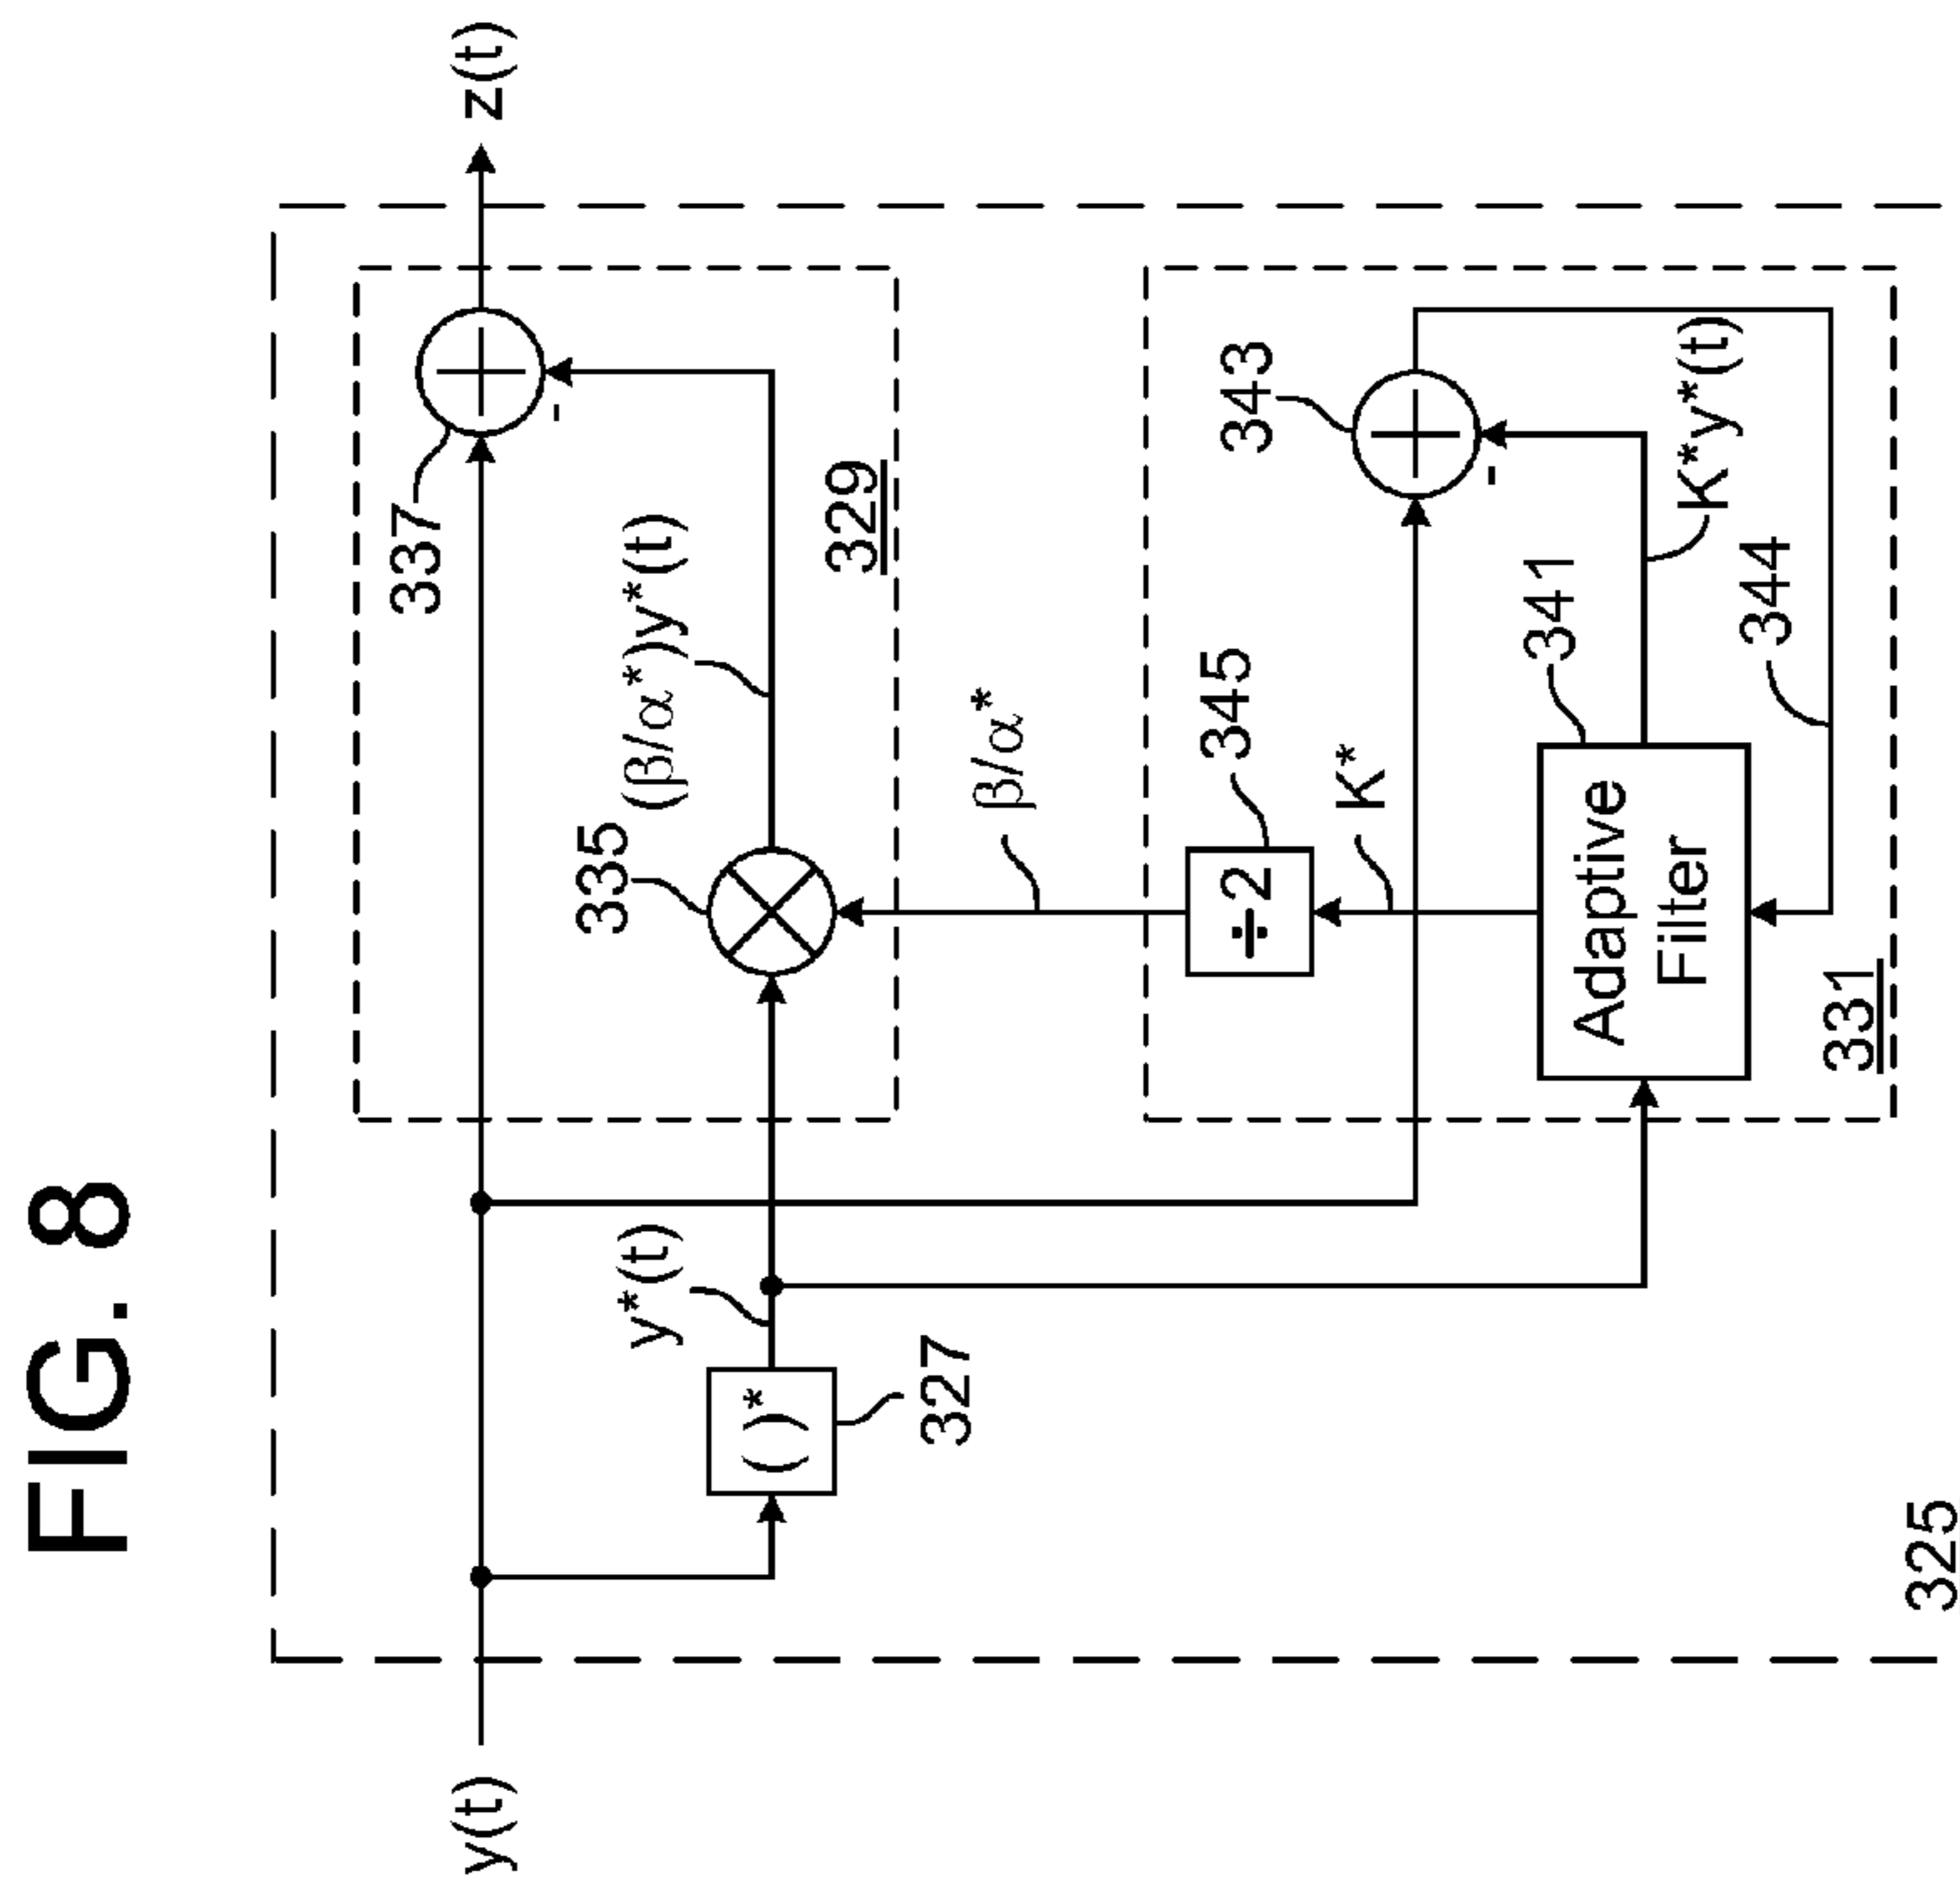 FIG. 8
y(t)
z(t)
337
335
(β/α*)y*(t)
329
y*(t)
( )*
327
β/α*
345
÷2
K*
343
341
Adaptive
Filter
K*y*(t)
344
331
325
-
-